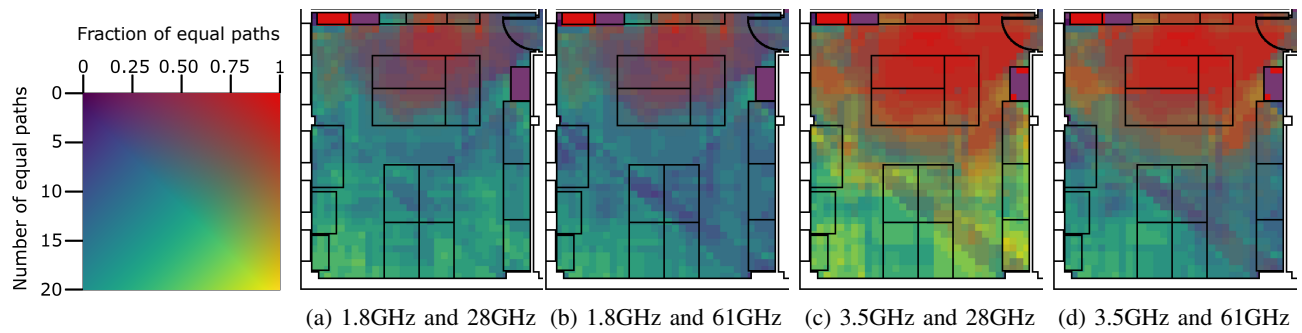 Fraction of equal paths
0 0.25 0.50 0.75 1
Number of equal paths
0
5
10
15
20
(a) 1.8GHz and 28GHz
(b) 1.8GHz and 61GHz
(c) 3.5GHz and 28GHz
(d) 3.5GHz and 61GHz